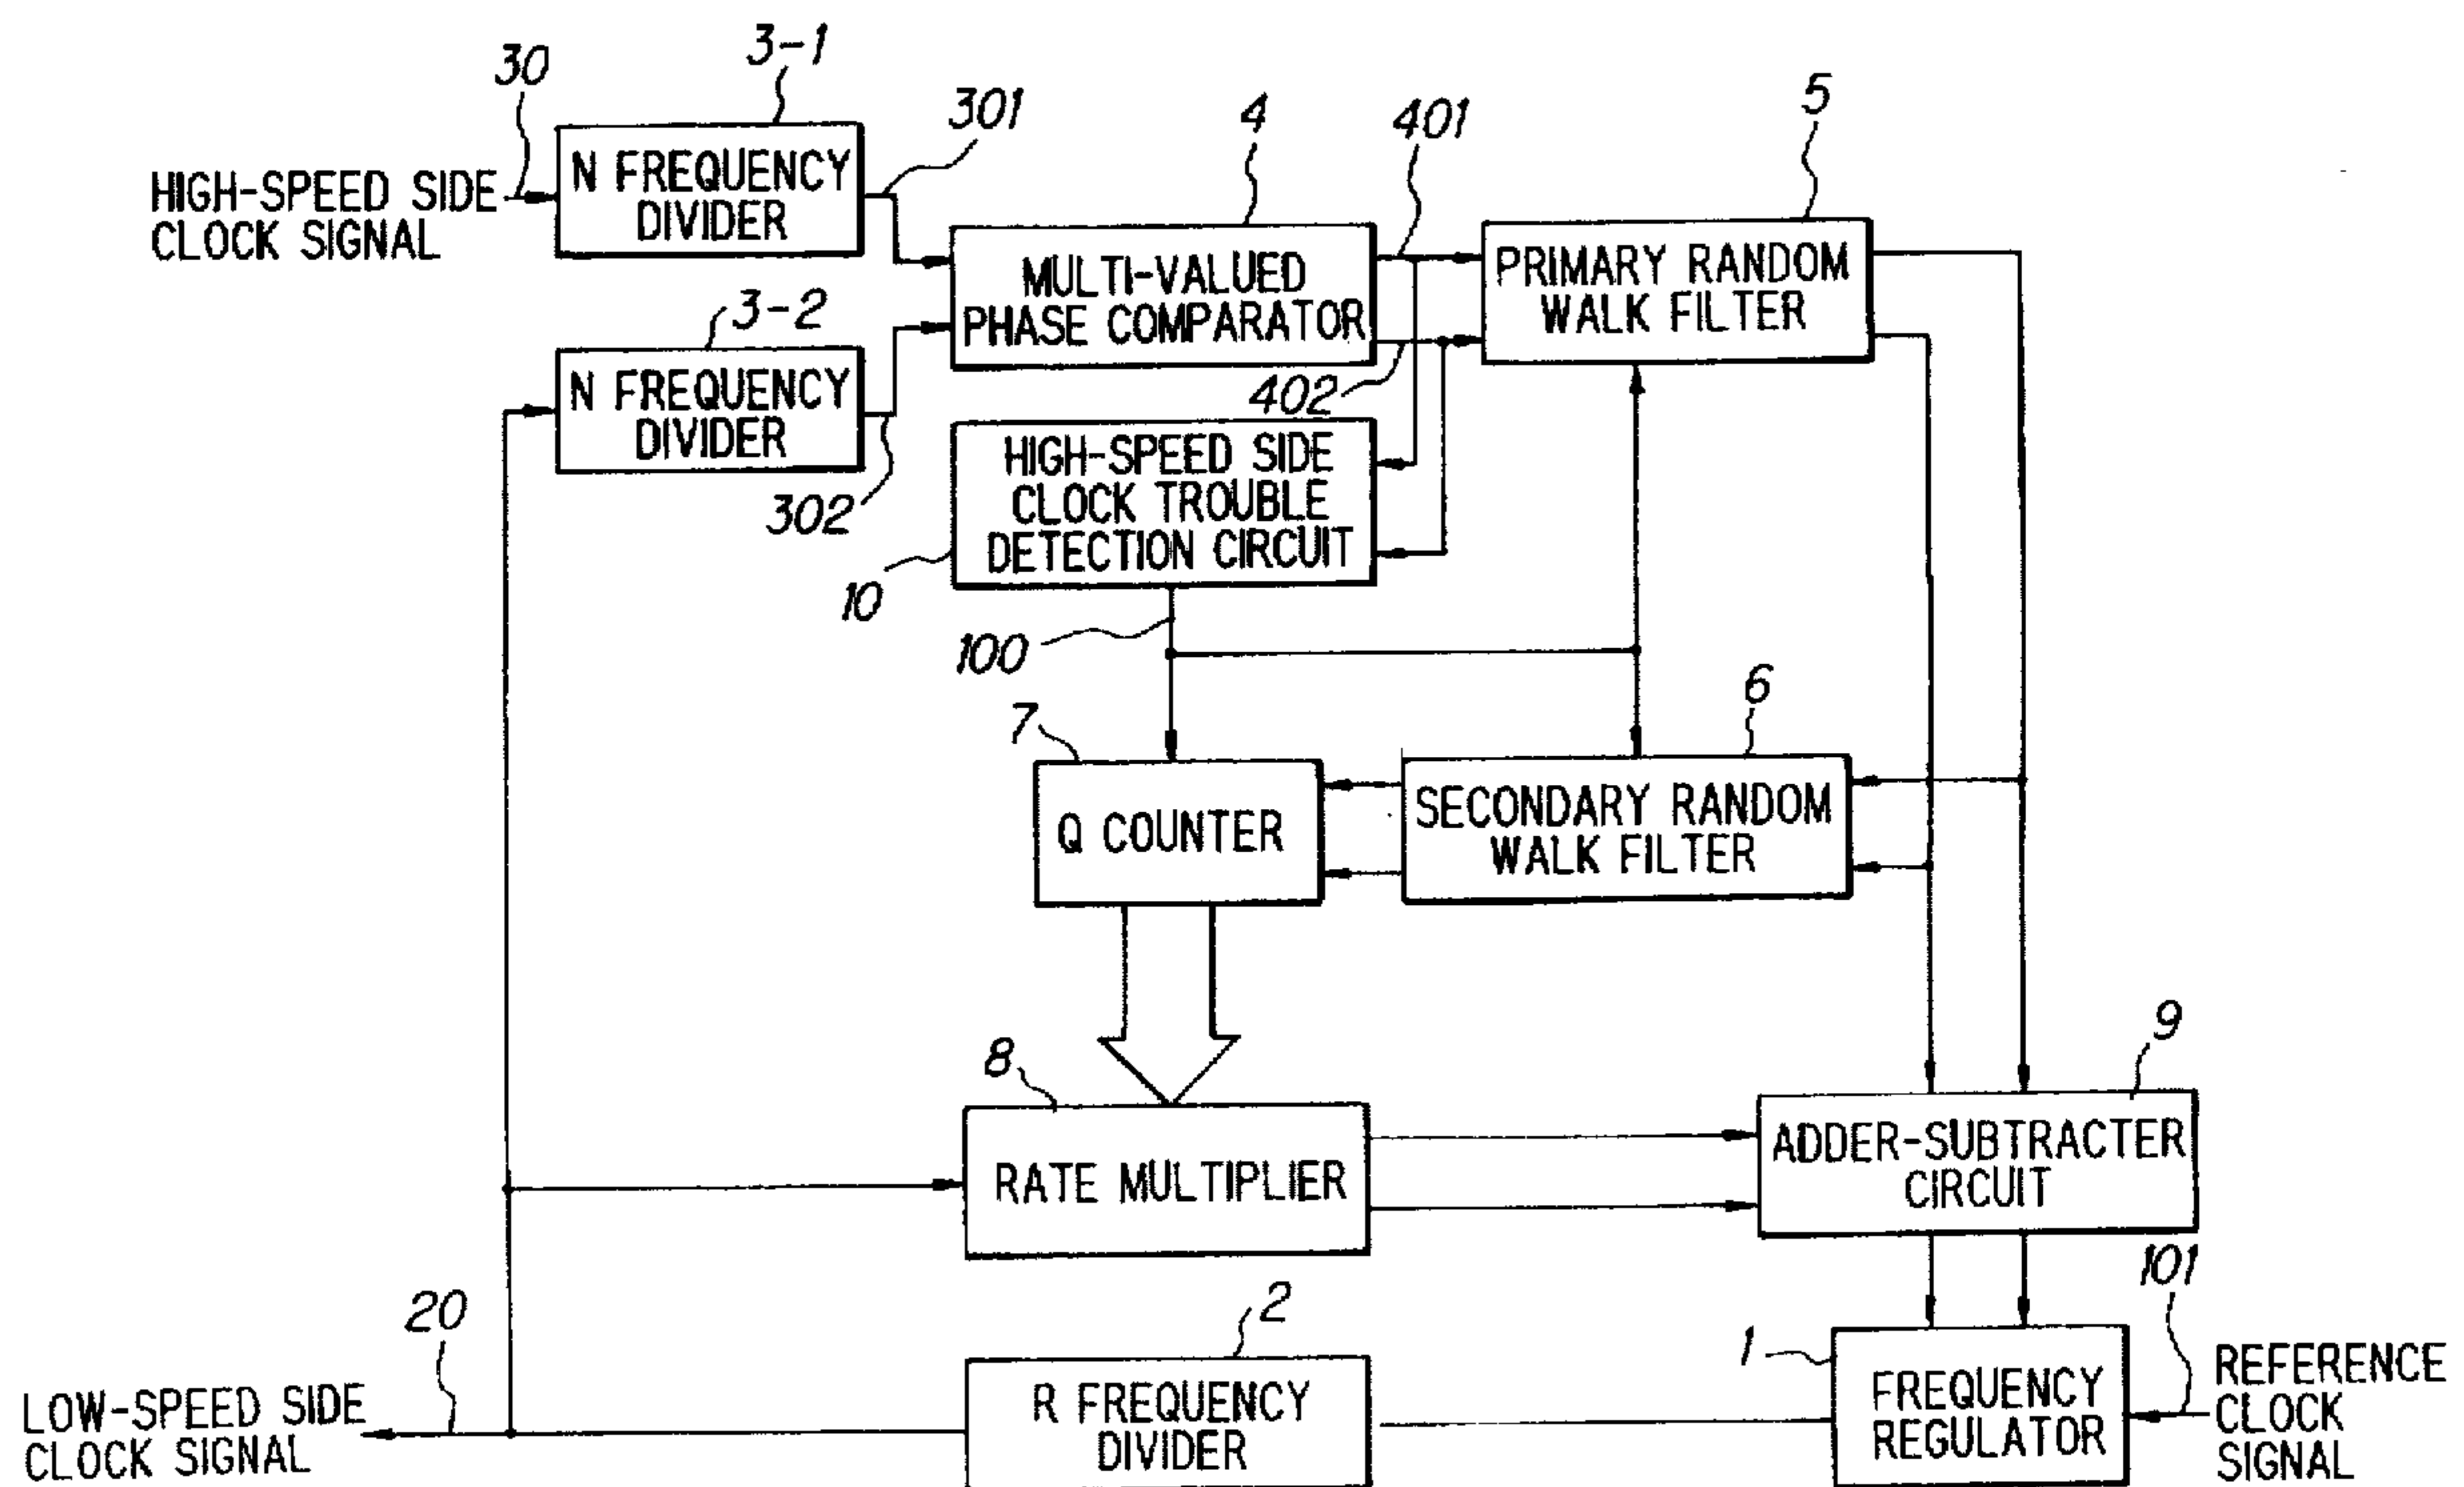 3-1
30
301
HIGH-SPEED SIDE
CLOCK SIGNAL
N FREQUENCY
DIVIDER
4
401
5
MULTI-VALUED
PHASE COMPARATOR
PRIMARY RANDOM
WALK FILTER
3-2
N FREQUENCY
DIVIDER
302
402
HIGH-SPEED SIDE
CLOCK TROUBLE
DETECTION CIRCUIT
10
100
7
6
Q COUNTER
SECONDARY RANDOM
WALK FILTER
8
9
RATE MULTIPLIER
ADDER-SUBTRACTER
CIRCUIT
101
20
2
1
LOW-SPEED SIDE
CLOCK SIGNAL
R FREQUENCY
DIVIDER
FREQUENCY
REGULATOR
REFERENCE
CLOCK
SIGNAL